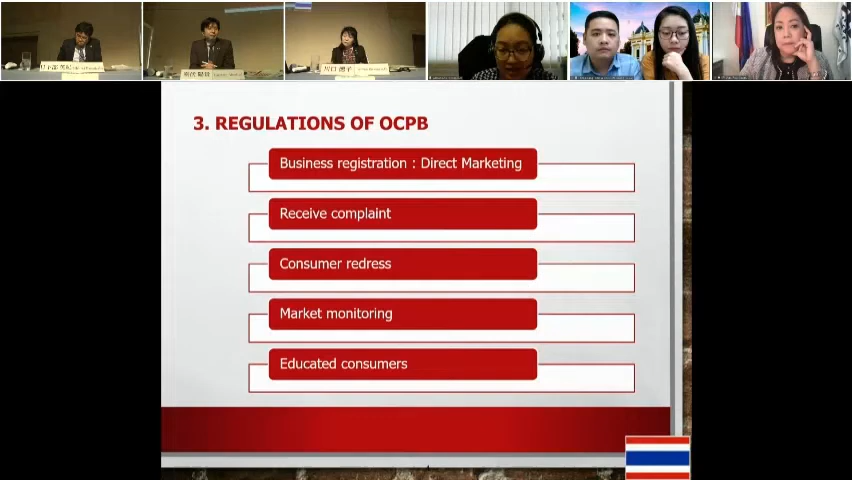 3. REGULATIONS OF OCPB
Business registration : Direct Marketing
Receive complaint
Consumer redress
Market monitoring
Educated consumers